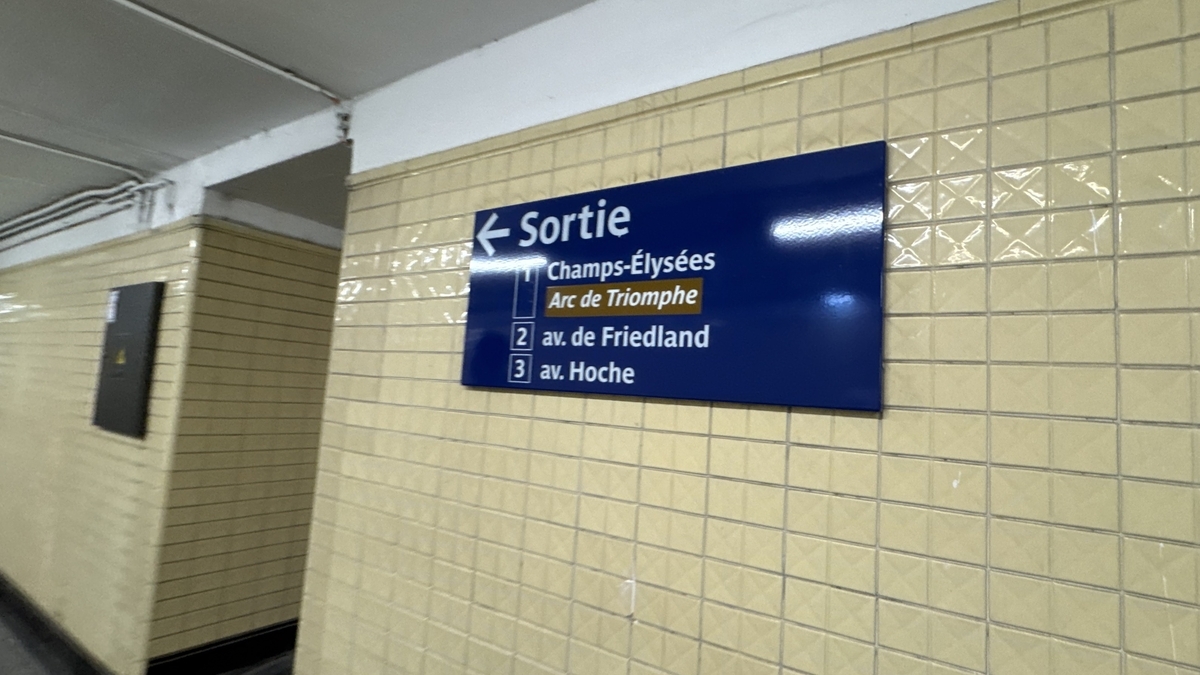 ← Sortie
1 Champs-Élysées
Arc de Triomphe
2 av. de Friedland
3 av. Hoche